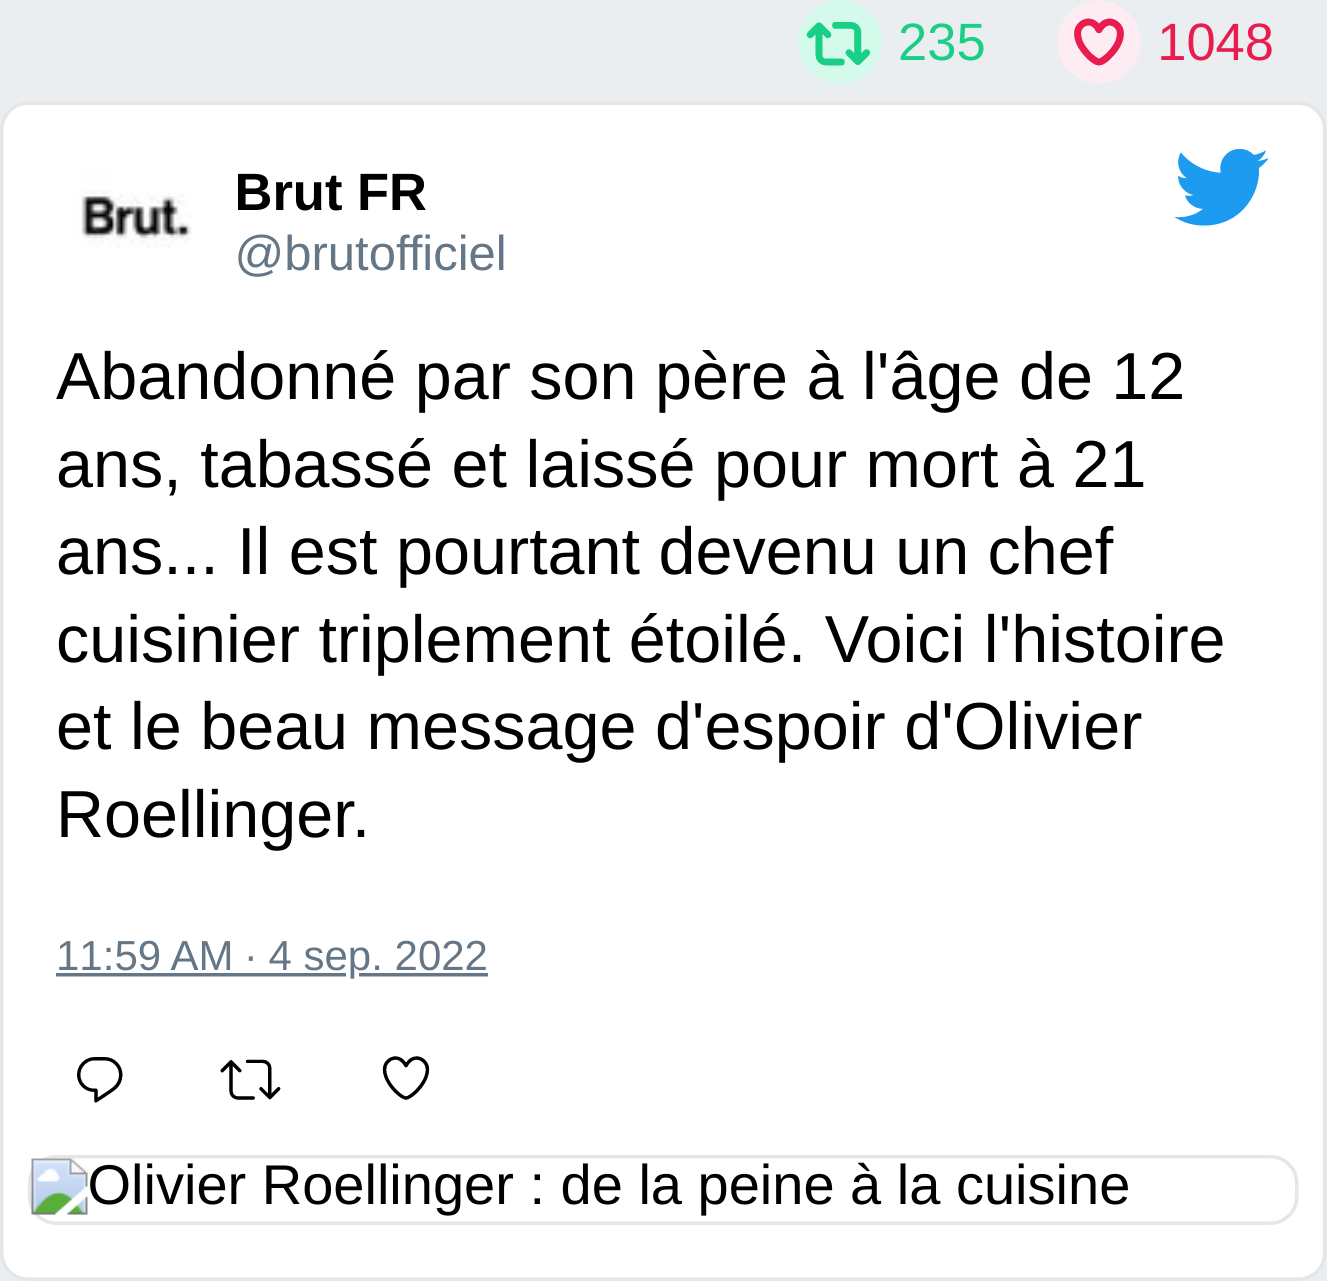 235 1048
Brut.
Brut FR
@brutofficiel
Abandonné par son père à l'âge de 12
ans, tabassé et laissé pour mort à 21
ans... Il est pourtant devenu un chef
cuisinier triplement étoilé. Voici l'histoire
et le beau message d'espoir d'Olivier
Roellinger.
11:59 AM · 4 sep. 2022
Olivier Roellinger : de la peine à la cuisine